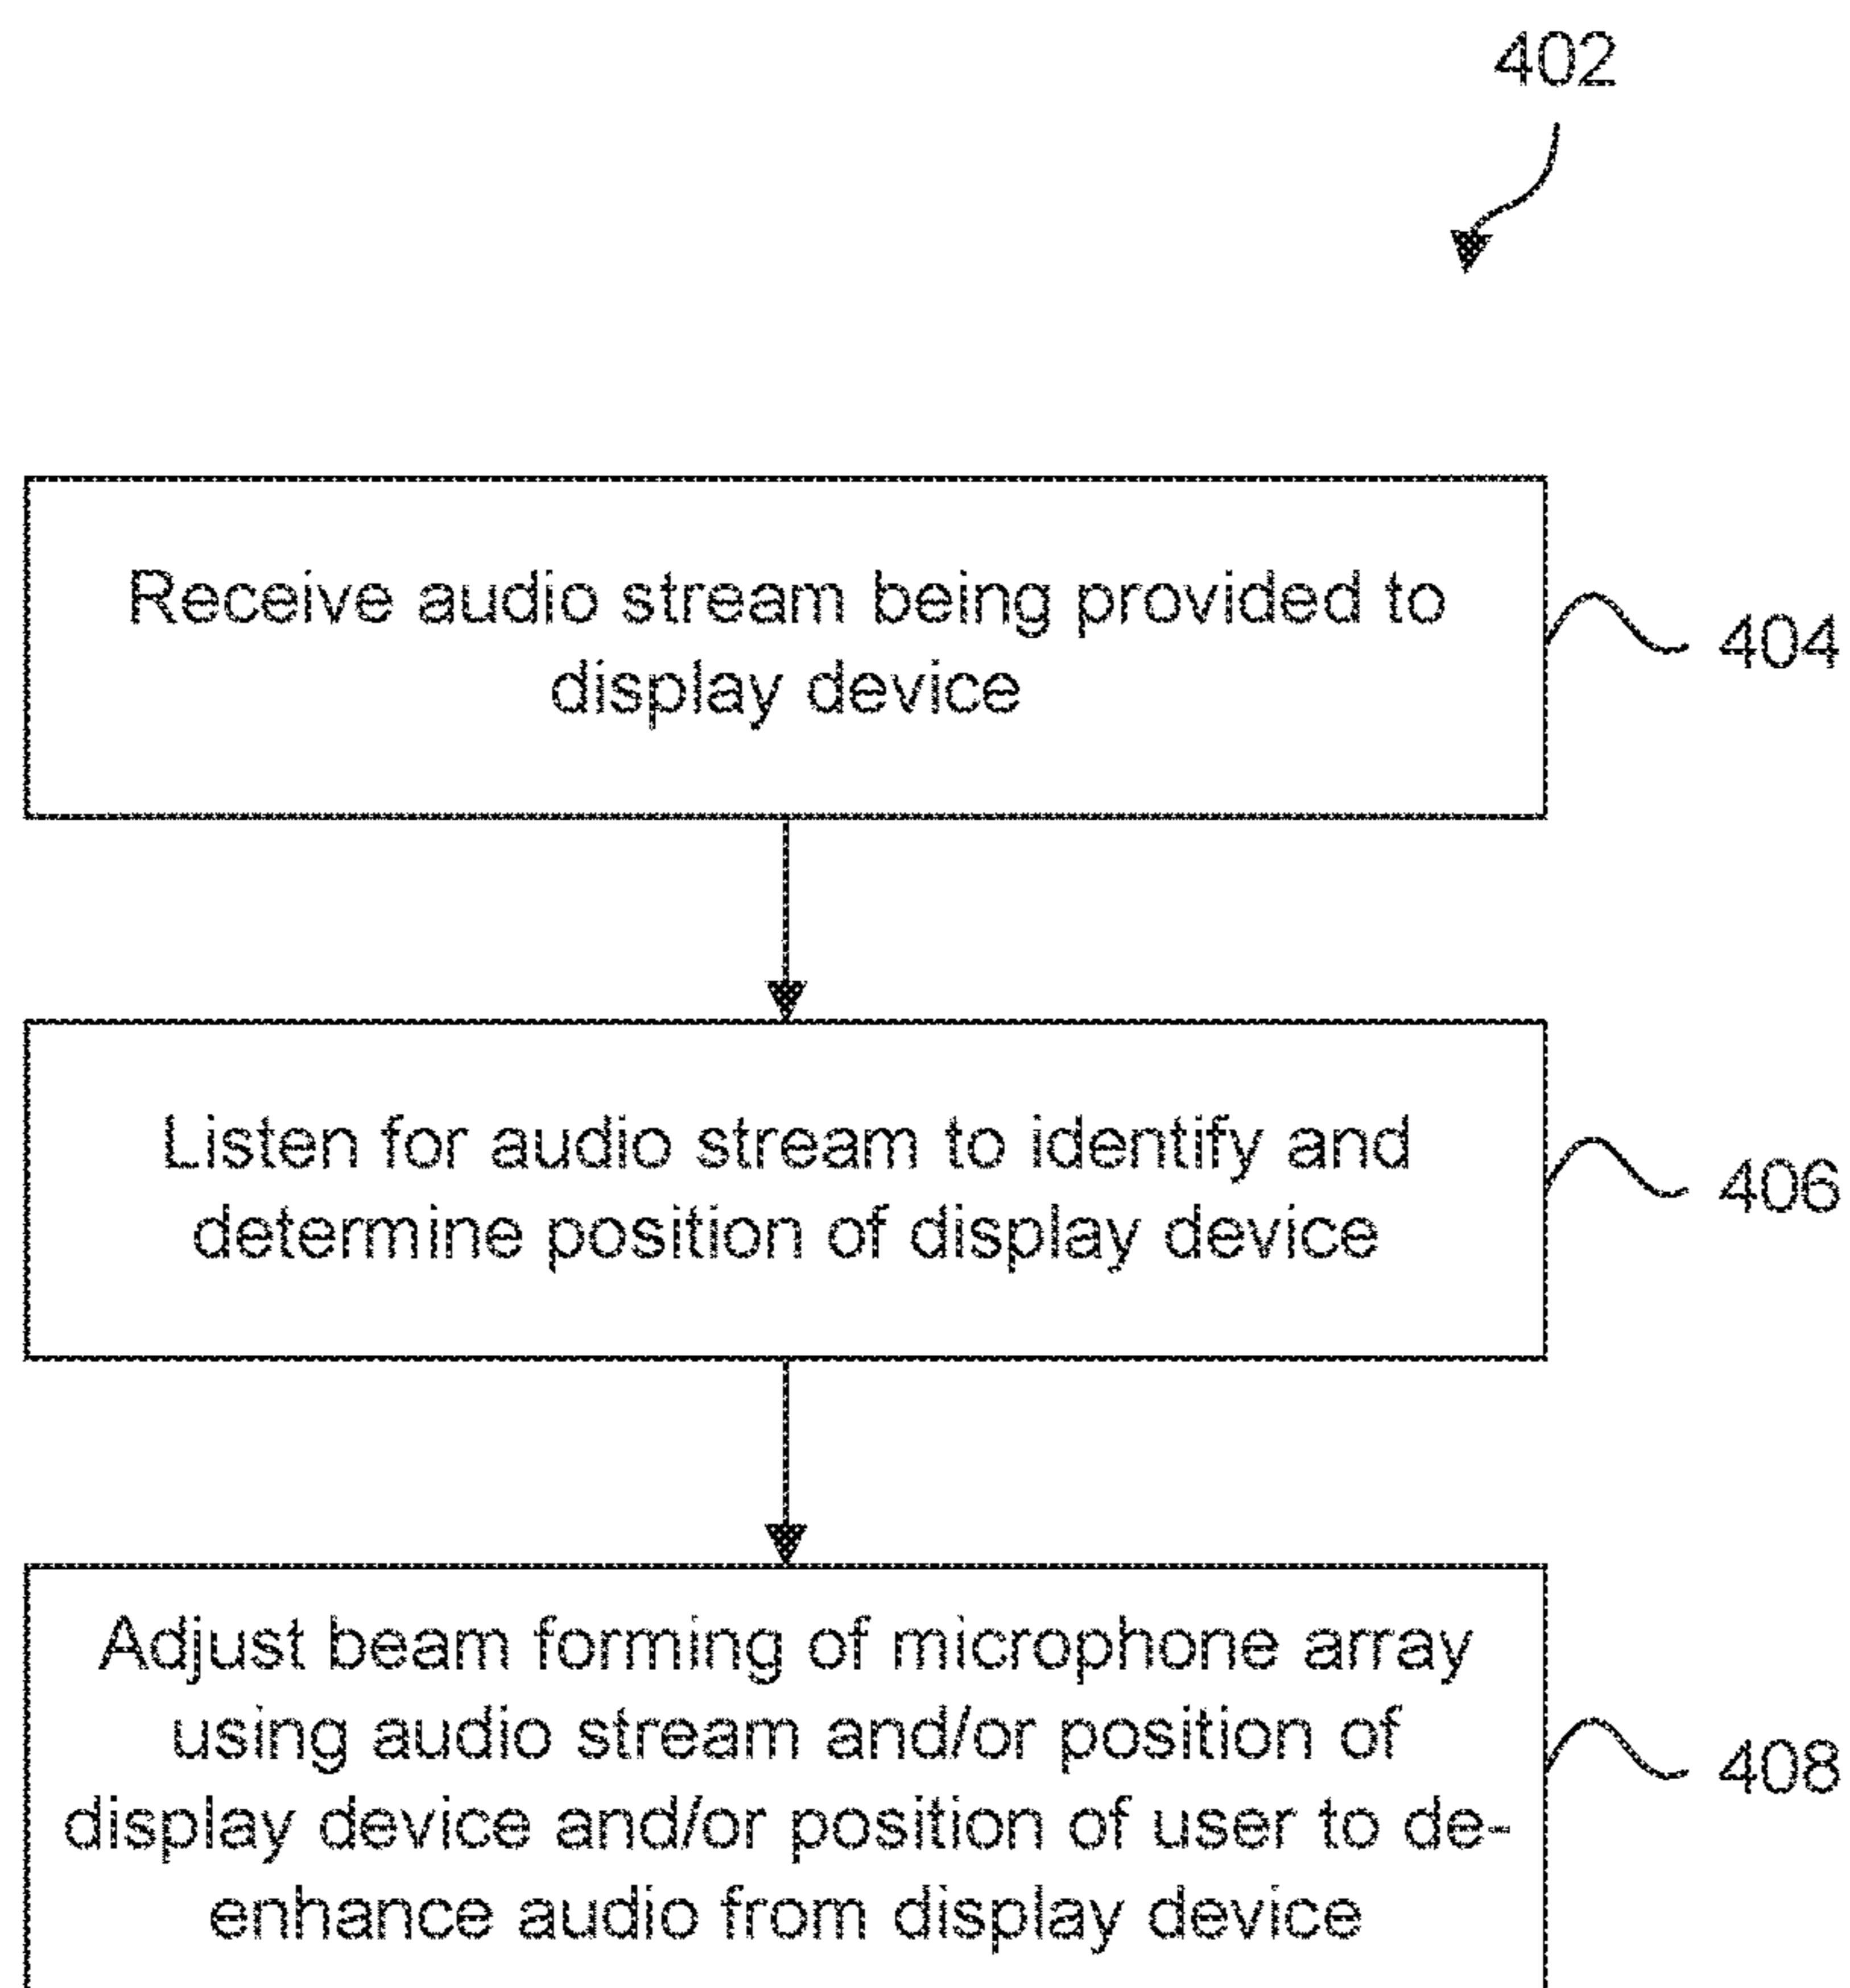 402
Receive audio stream being provided to
display device
404
Listen for audio stream to identify and
determine position of display device
406
Adjust beam forming of microphone array
using audio stream and/or position of
display device and/or position of user to de-
enhance audio from display device
408